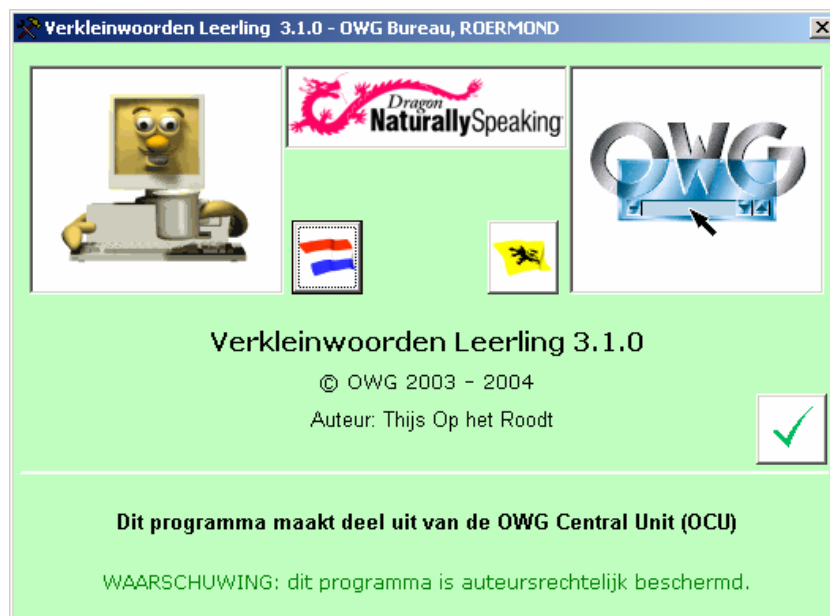 Verkleinwoorden Leerling 3.1.0 - OWG Bureau, ROERMOND
Dragon
NaturallySpeaking
OWG
Verkleinwoorden Leerling 3.1.0
© OWG 2003 - 2004
Auteur: Thijs Op het Roodt
Dit programma maakt deel uit van de OWG Central Unit (OCU)
WAARSCHUWING: dit programma is auteursrechtelijk beschermd.